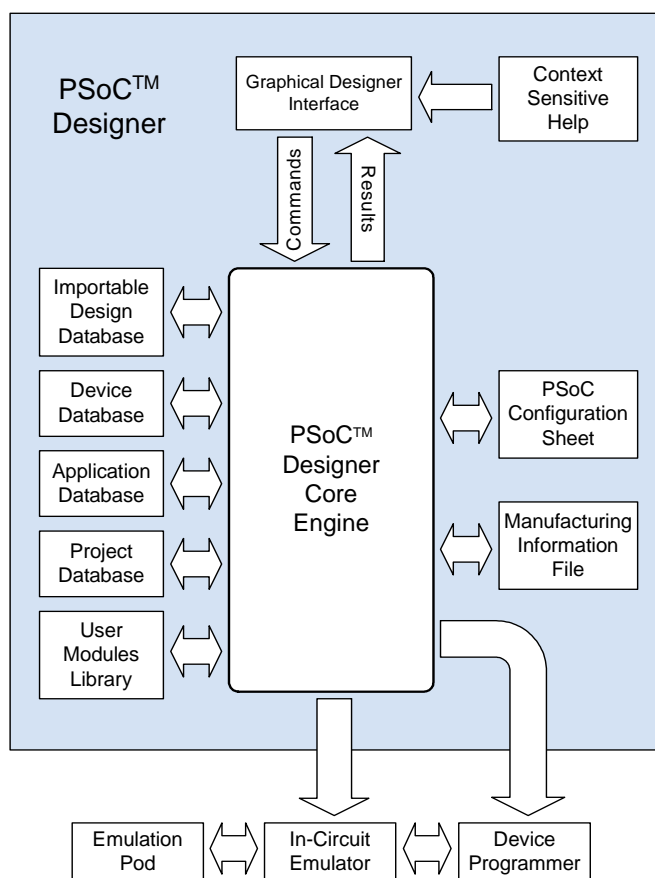 PSoC™
Designer
Graphical Designer
Interface
Context
Sensitive
Help
Commands
Results
Importable
Design
Database
Device
Database
Application
Database
Project
Database
User
Modules
Library
PSoC™
Designer
Core
Engine
PSoC
Configuration
Sheet
Manufacturing
Information
File
Emulation
Pod
In-Circuit
Emulator
Device
Programmer